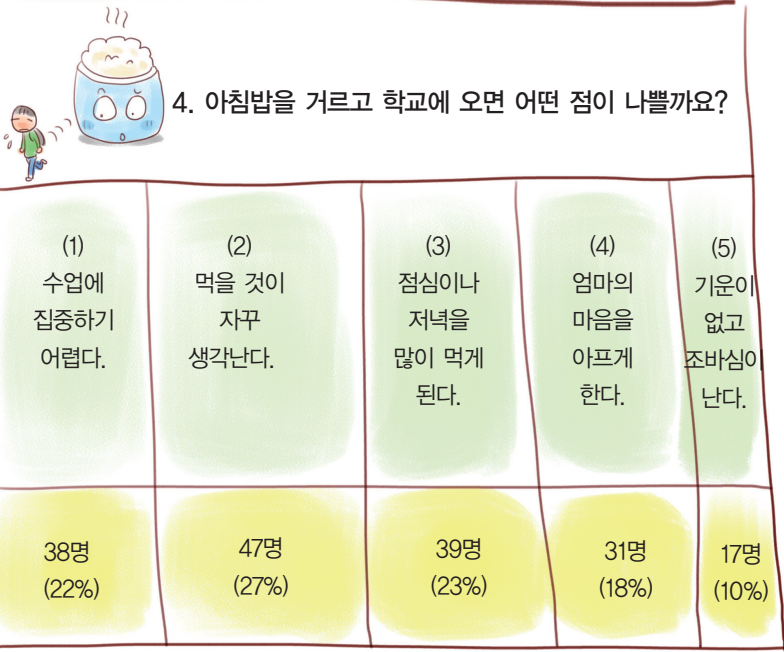 4. 아침밥을 거르고 학교에 오면 어떤 점이 나쁠까요?
(1)
수업에
집중하기
어렵다.
(2)
먹을 것이
자꾸
생각난다.
(3)
점심이나
저녁을
많이 먹게
된다.
(4)
엄마의
마음을
아프게
한다.
(5)
기운이
없고
조바심이
난다.
38명
(22%)
47명
(27%)
39명
(23%)
31명
(18%)
17명
(10%)